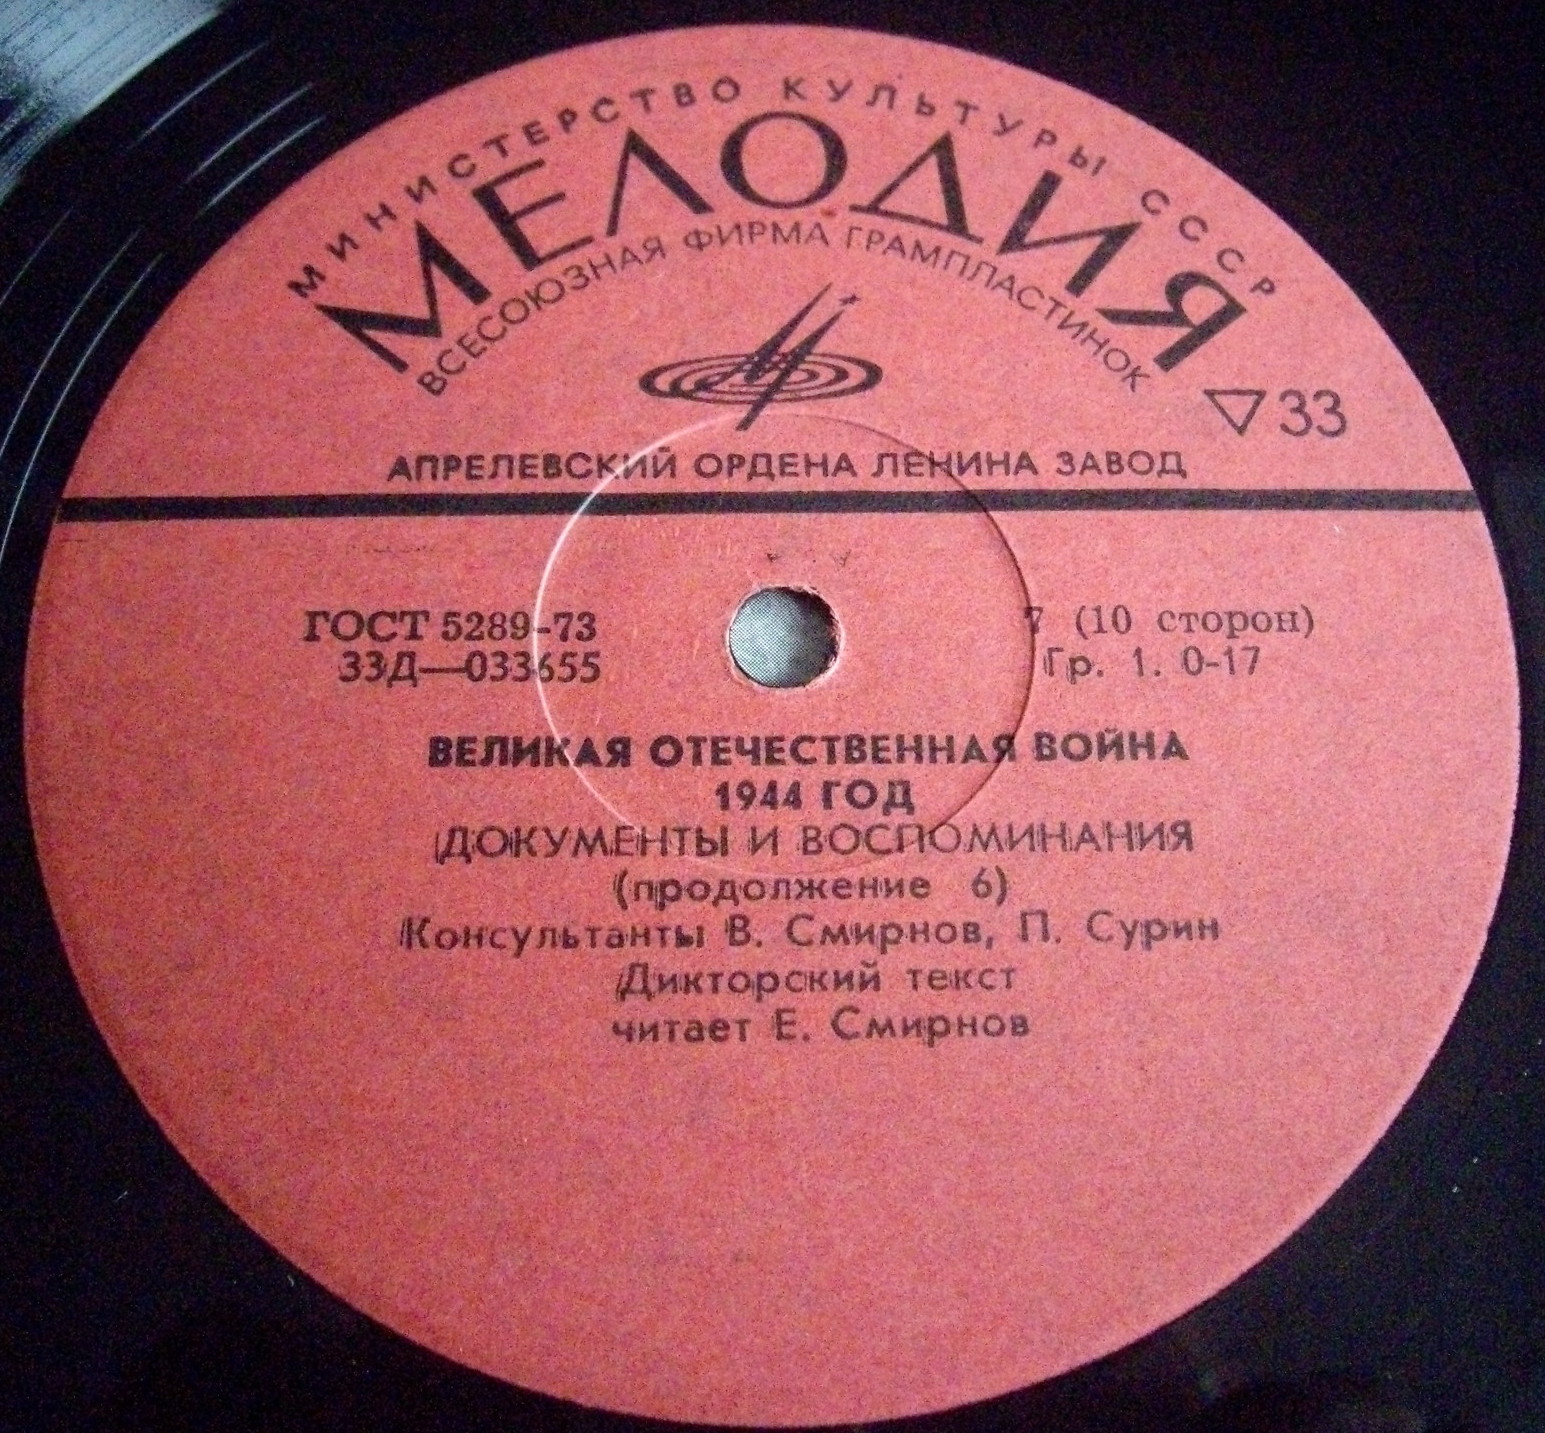 МИНИСТЕРСТВО КУЛЬТУРЫ СССР
МЕЛОДИЯ
ВСЕСОЮЗНАЯ ФИРМА ГРАМПЛАСТИНОК
▽33
АПРЕЛЕВСКИЙ ОРДЕНА ЛЕНИНА ЗАВОД
ГОСТ 5289-73
33Д—033655
7 (10 сторон)
Гр. 1. 0-17
ВЕЛИКАЯ ОТЕЧЕСТВЕННАЯ ВОЙНА
1944 ГОД
ДОКУМЕНТЫ И ВОСПОМИНАНИЯ
(продолжение 6)
Консультанты В. Смирнов, П. Сурин
Дикторский текст
читает Е. Смирнов